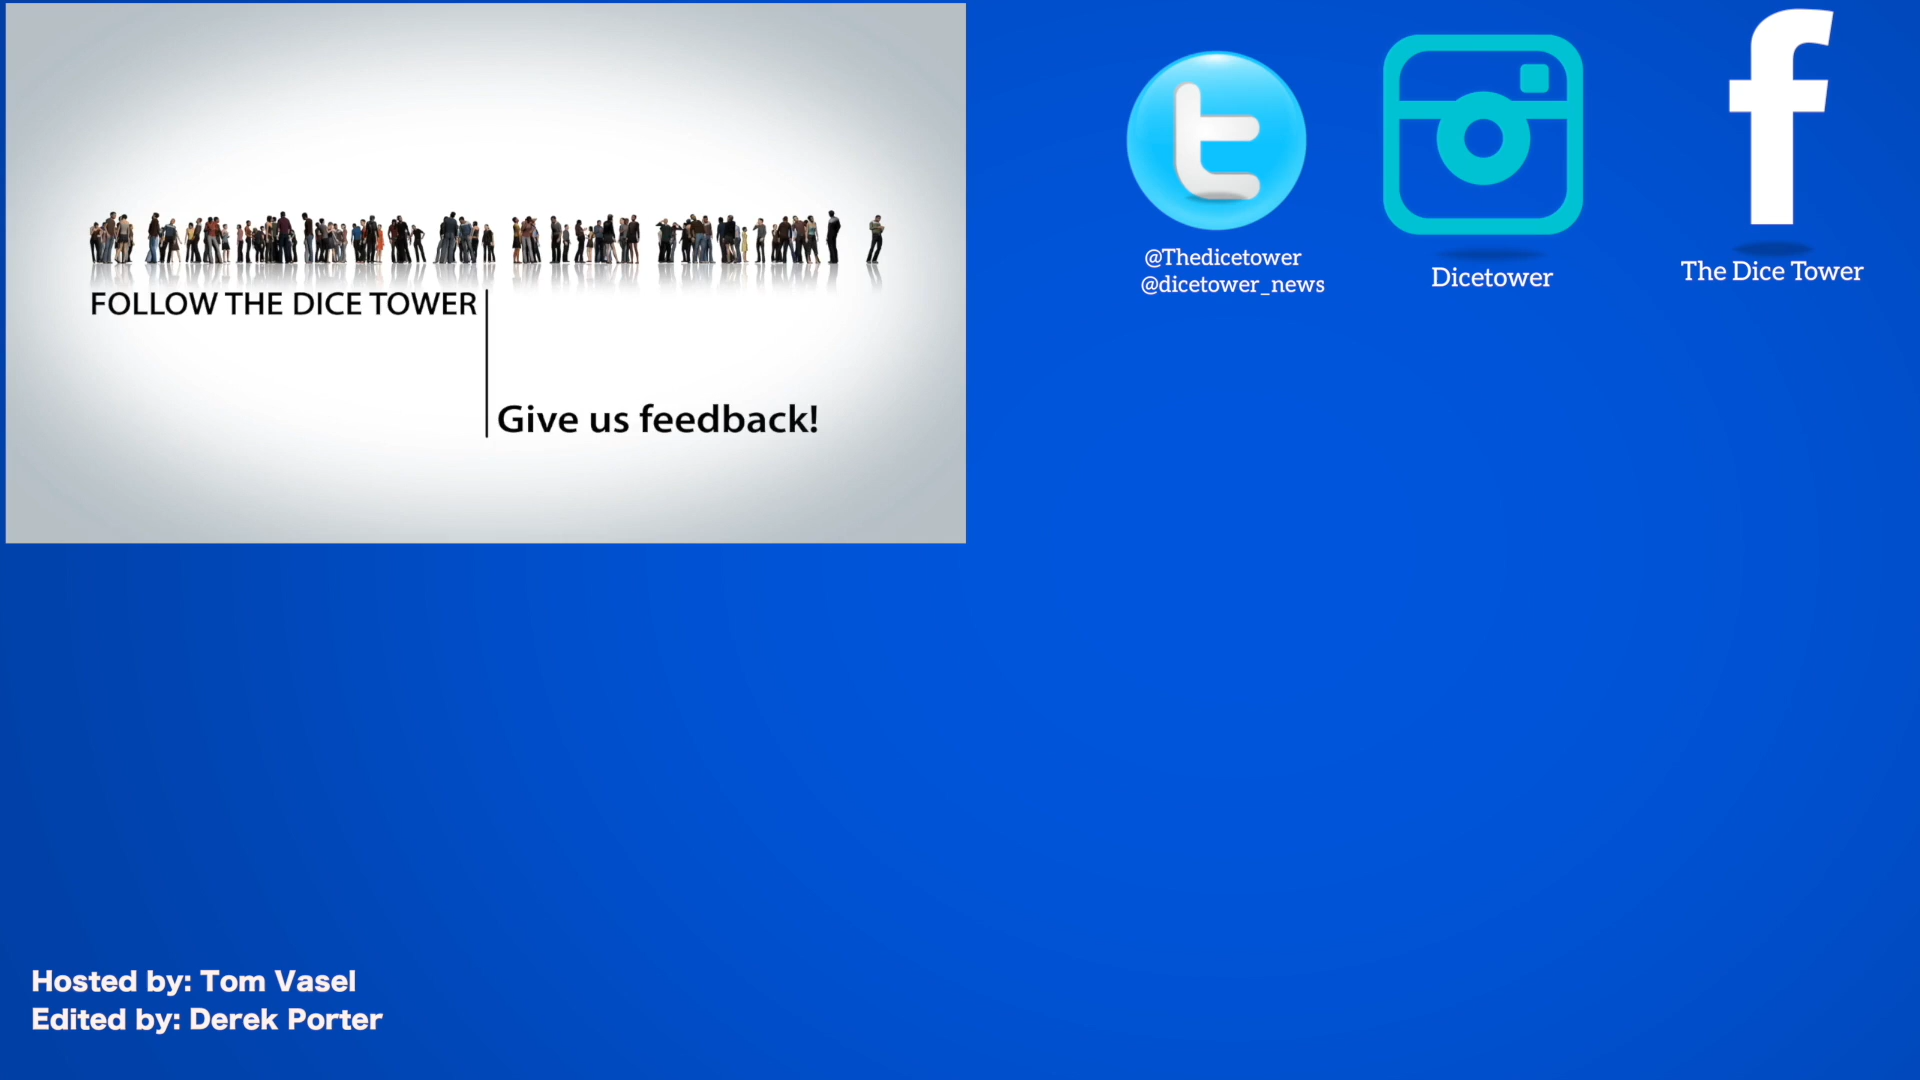 FOLLOW THE DICE TOWER
Give us feedback!
@Thedicetower
@dicetower_news
Dicetower
The Dice Tower
Hosted by: Tom Vasel
Edited by: Derek Porter